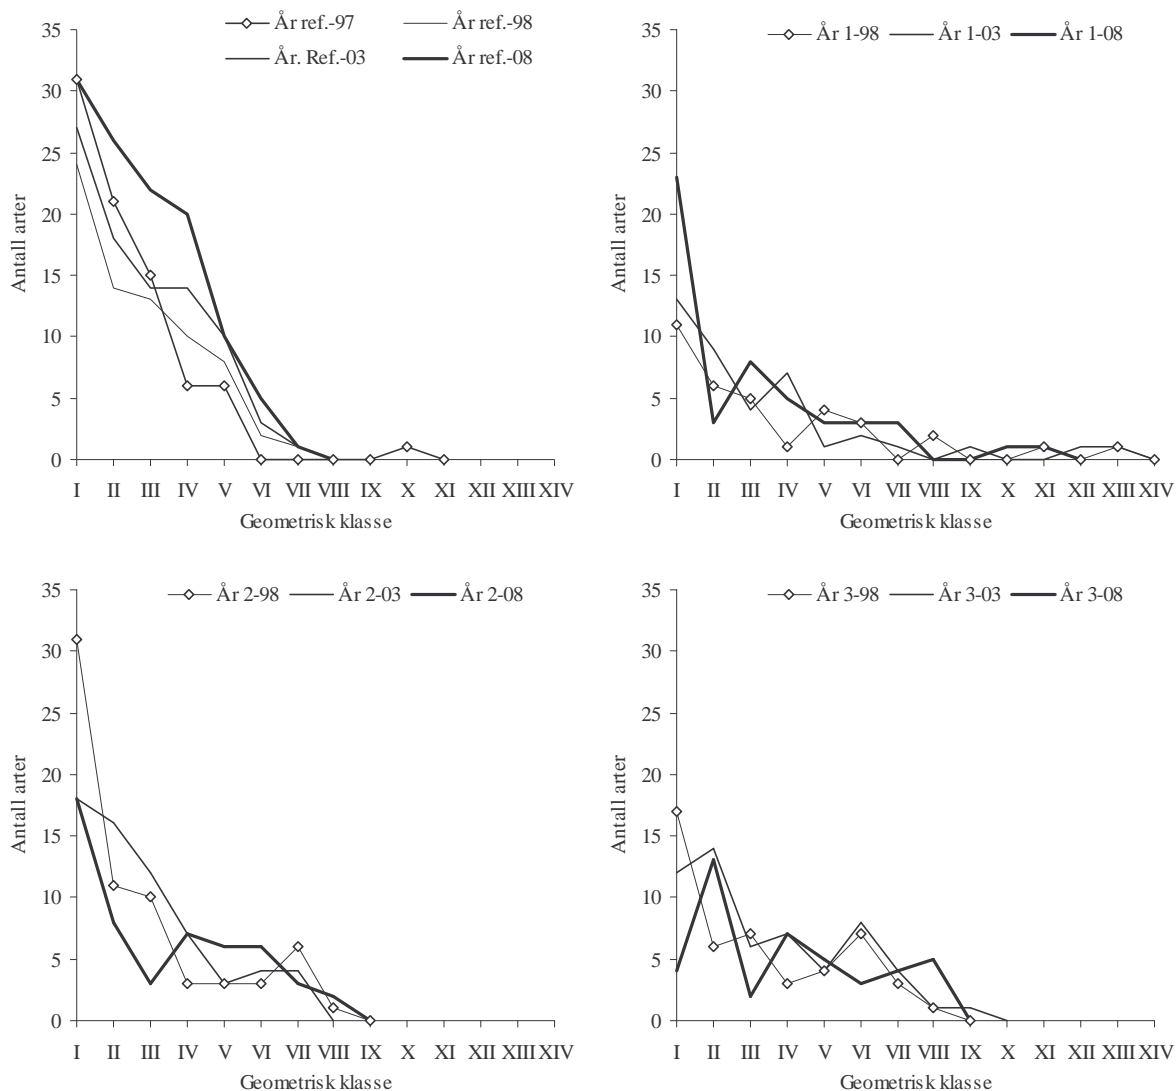 År ref.-97 År ref.-98
År. Ref.-03 År ref.-08
35
30
25
20
15
10
5
0
Antall arter
I II III IV V VI VII VIII IX X XI XII XIII XIV
Geometrisk klasse
År 1-98 År 1-03 År 1-08
35
30
25
20
15
10
5
0
Antall arter
I II III IV V VI VII VIII IX X XI XII XIII XIV
Geometrisk klasse
År 2-98 År 2-03 År 2-08
35
30
25
20
15
10
5
0
Antall arter
I II III IV V VI VII VIII IX X XI XII XIII XIV
Geometrisk klasse
År 3-98 År 3-03 År 3-08
35
30
25
20
15
10
5
0
Antall arter
I II III IV V VI VII VIII IX X XI XII XIII XIV
Geometrisk klasse